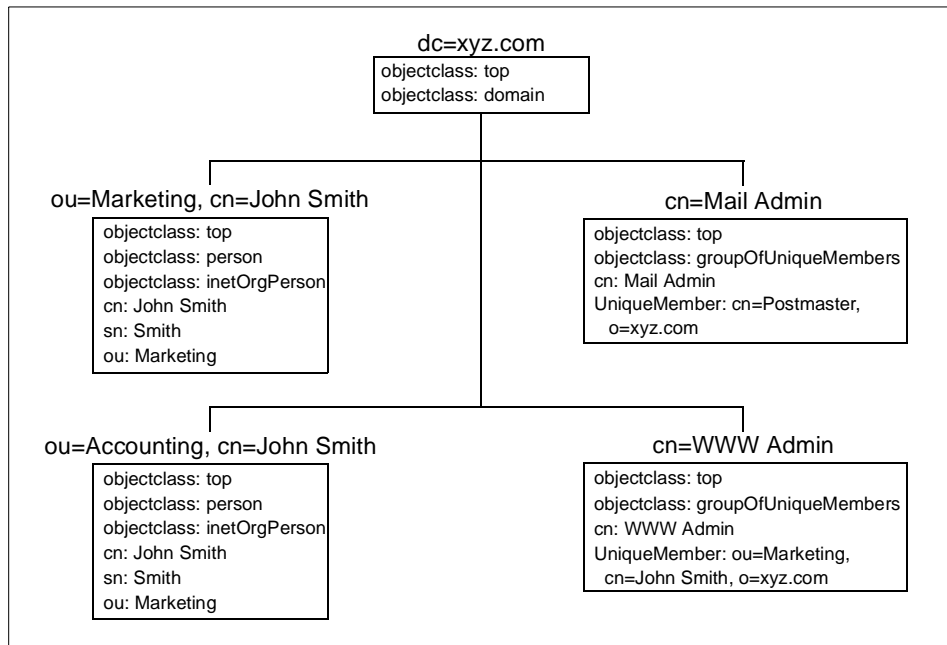 dc=xyz.com
objectclass: top
objectclass: domain
ou=Marketing, cn=John Smith
objectclass: top
objectclass: person
objectclass: inetOrgPerson
cn: John Smith
sn: Smith
ou: Marketing
cn=Mail Admin
objectclass: top
objectclass: groupOfUniqueMembers
cn: Mail Admin
UniqueMember: cn=Postmaster,
o=xyz.com
ou=Accounting, cn=John Smith
objectclass: top
objectclass: person
objectclass: inetOrgPerson
cn: John Smith
sn: Smith
ou: Marketing
cn=WWW Admin
objectclass: top
objectclass: groupOfUniqueMembers
cn: WWW Admin
UniqueMember: ou=Marketing,
cn=John Smith, o=xyz.com